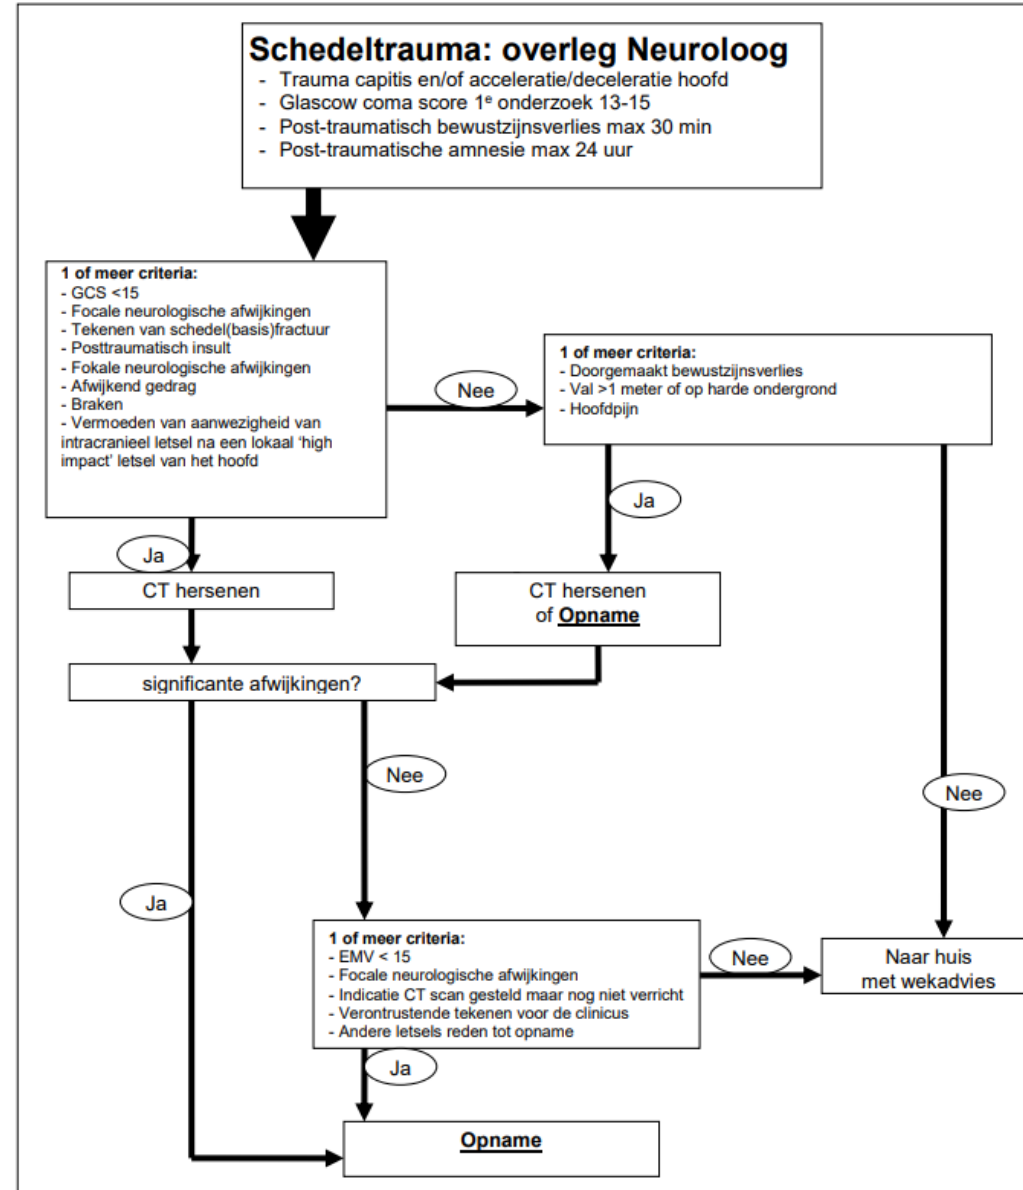 Schedeltrauma: overleg Neuroloog
- Trauma capitis en/of acceleratie/deceleratie hoofd
- Glascow coma score 1e onderzoek 13-15
- Post-traumatisch bewustzijnsverlies max 30 min
- Post-traumatische amnesie max 24 uur
1 of meer criteria:
- GCS <15
- Focale neurologische afwijkingen
- Tekenen van schedel(basis)fractuur
- Posttraumatisch insult
- Fokale neurologische afwijkingen
- Afwijkend gedrag
- Braken
- Vermoeden van aanwezigheid van
intracranieel letsel na een lokaal ‘high
impact’ letsel van het hoofd
Nee
1 of meer criteria:
- Doorgemaakt bewustzijnsverlies
- Val >1 meter of op harde ondergrond
- Hoofdpijn
Ja
Ja
CT hersenen
CT hersenen
of Opname
significante afwijkingen?
Nee
Nee
Ja
1 of meer criteria:
- EMV < 15
- Focale neurologische afwijkingen
- Indicatie CT scan gesteld maar nog niet verricht
- Verontrustende tekenen voor de clinicus
- Andere letsels reden tot opname
Nee
Naar huis
met wekadvies
Ja
Opname